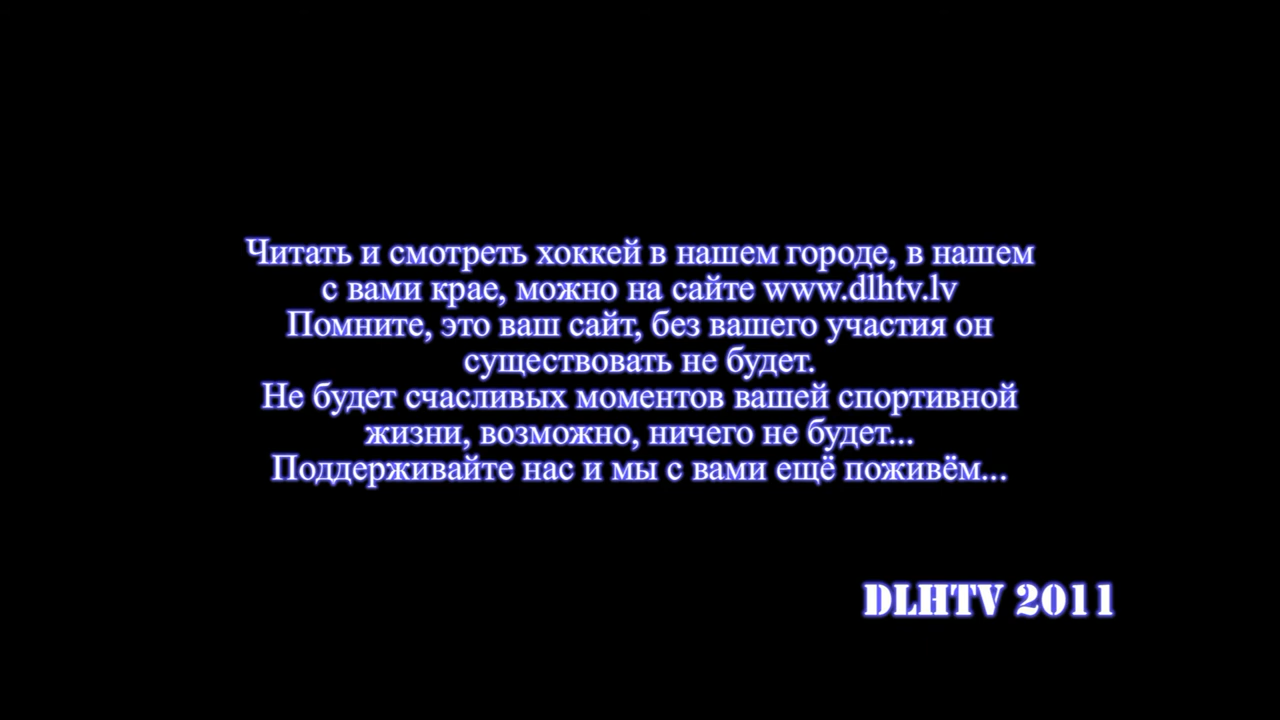 Читать и смотреть хоккей в нашем городе, в нашем
с вами крае, можно на сайте www.dlhtv.lv
Помните, это ваш сайт, без вашего участия он
существовать не будет.
Не будет счасливых моментов вашей спортивной
жизни, возможно, ничего не будет...
Поддерживайте нас и мы с вами ещё поживём...
DLHTV 2011